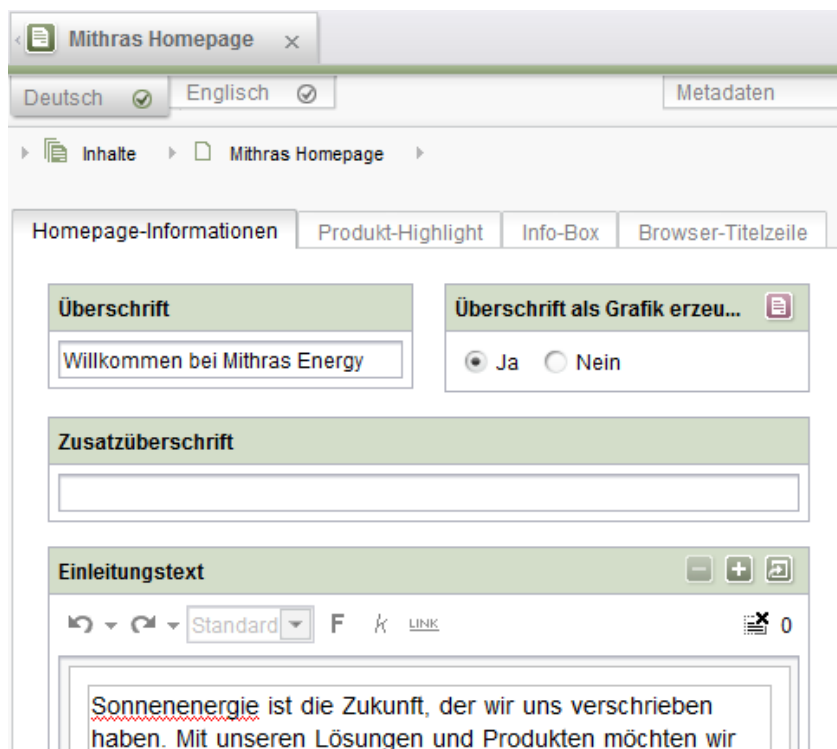 Mithras Homepage
Deutsch Englisch Metadaten
Inhalte Mithras Homepage
Homepage-Informationen Produkt-Highlight Info-Box Browser-Titelzeile
Überschrift Überschrift als Grafik erzeu...
Willkommen bei Mithras Energy Ja Nein
Zusatzüberschrift
Einleitungstext
Standard F k LINK 0
Sonnenenergie ist die Zukunft, der wir uns verschrieben
haben. Mit unseren Lösungen und Produkten möchten wir